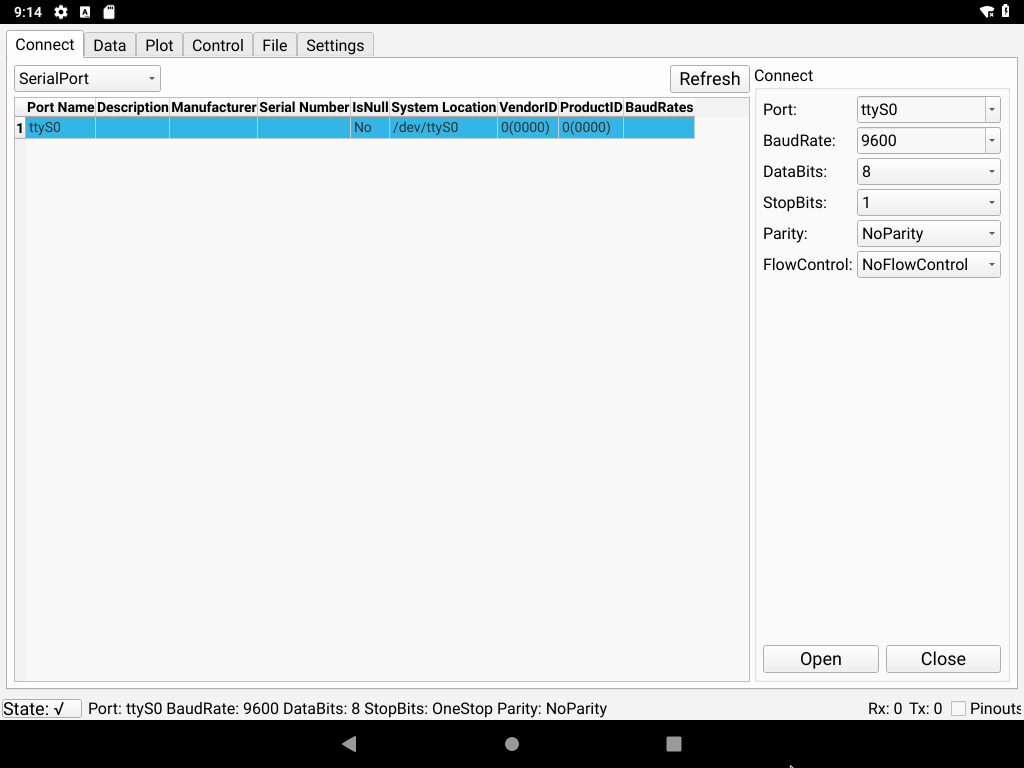 9:14
Connect Data Plot Control File Settings
SerialPort Refresh Connect
Port Name Description Manufacturer Serial Number IsNull System Location VendorID ProductID BaudRates
1 ttyS0 No /dev/ttyS0 0(0000) 0(0000)
Port: ttyS0
BaudRate: 9600
DataBits: 8
StopBits: 1
Parity: NoParity
FlowControl: NoFlowControl
Open Close
State: √ Port: ttyS0 BaudRate: 9600 DataBits: 8 StopBits: OneStop Parity: NoParity Rx: 0 Tx: 0 Pinouts